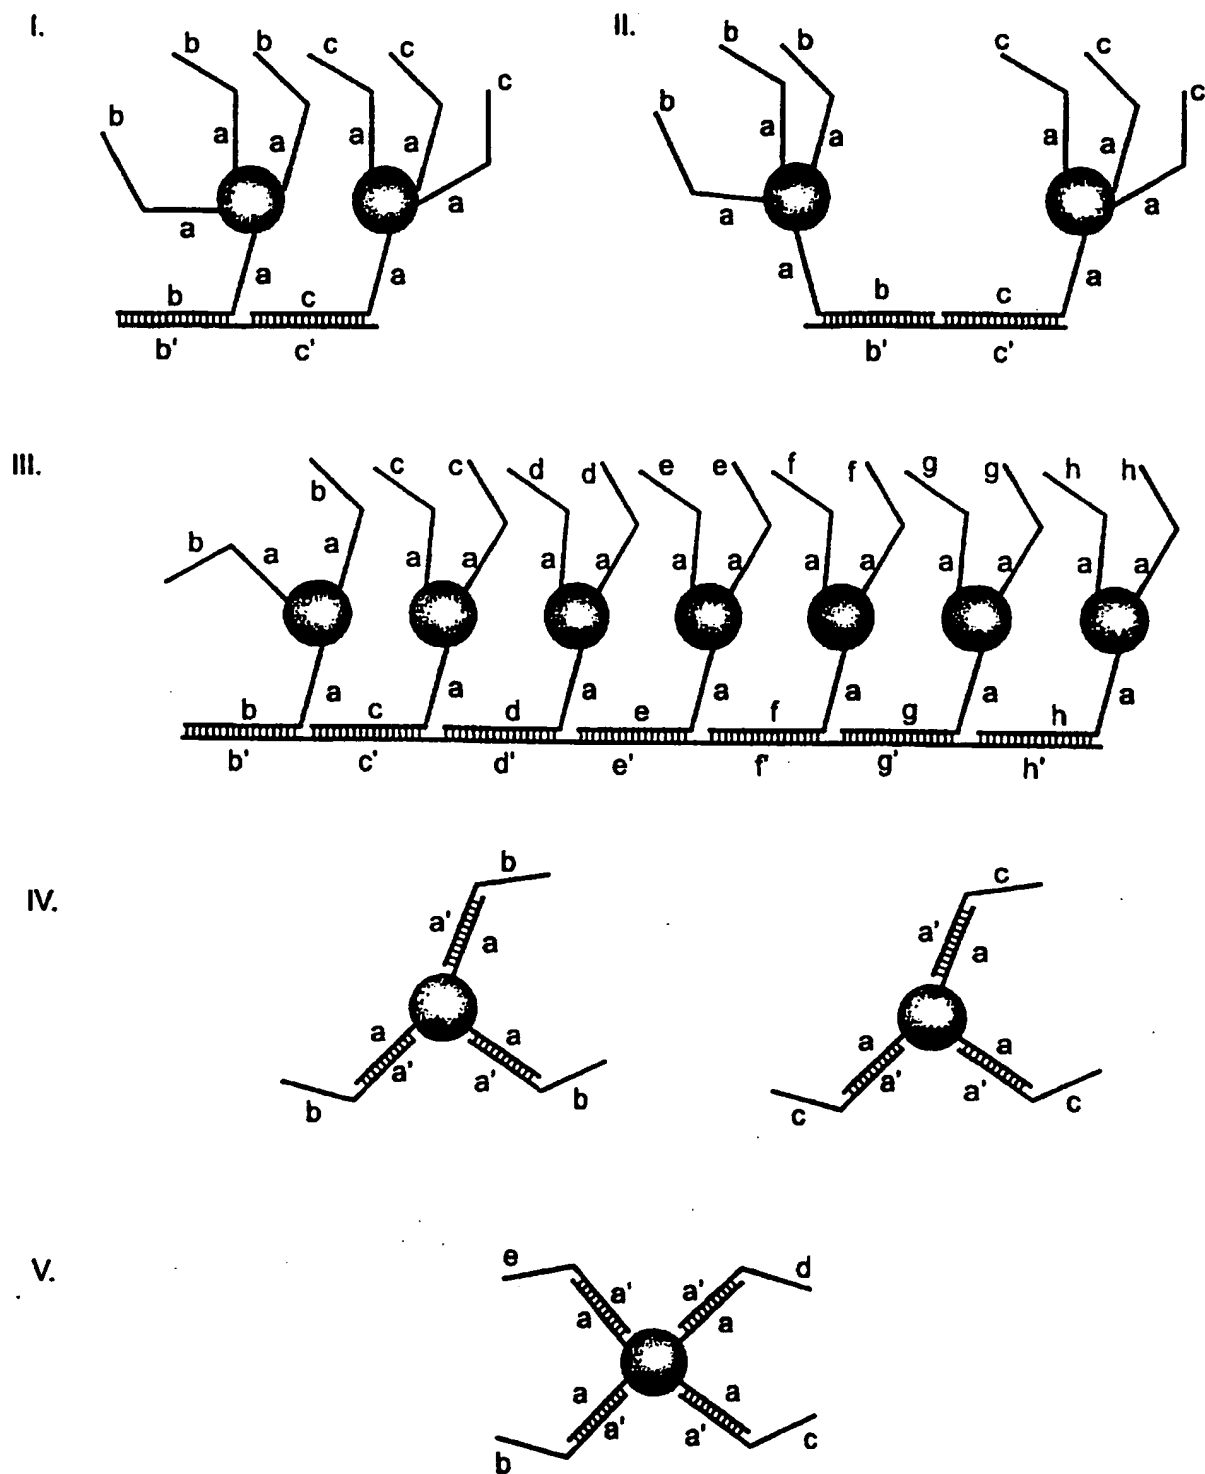 I. II.
b b c c c b b b c c c
a a a a a a a a a a a a
a a a a
b c b c
b' c' b' c'
III.
b b c c d d e e f f g g h h
a a a a a a a a a a a a a a
a a a a a a a
b c d e f g h
b' c' d' e' f' g' h'
IV.
b c
a' a a' a
a a a a
a' a' a' a'
b b c c
V.
e d
a' a'
a a
a a
a' a'
b c